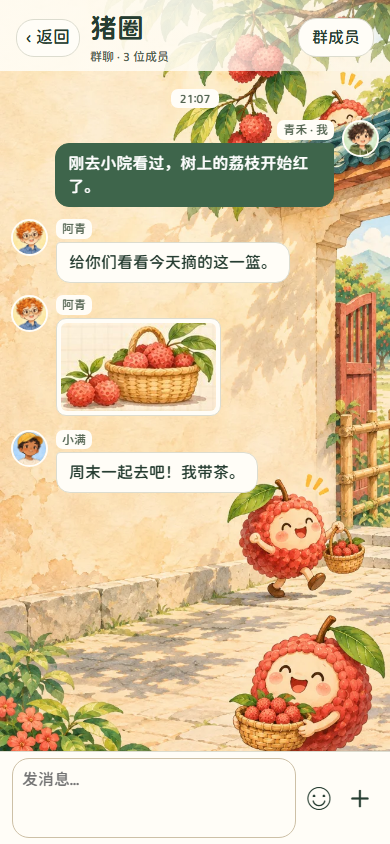 ‹ 返回
猪圈
群聊 · 3 位成员
群成员
21:07
青禾 · 我
刚去小院看过，树上的荔枝开始红
了。
阿青
给你们看看今天摘的这一篮。
阿青
小满
周末一起去吧！我带茶。
发消息…